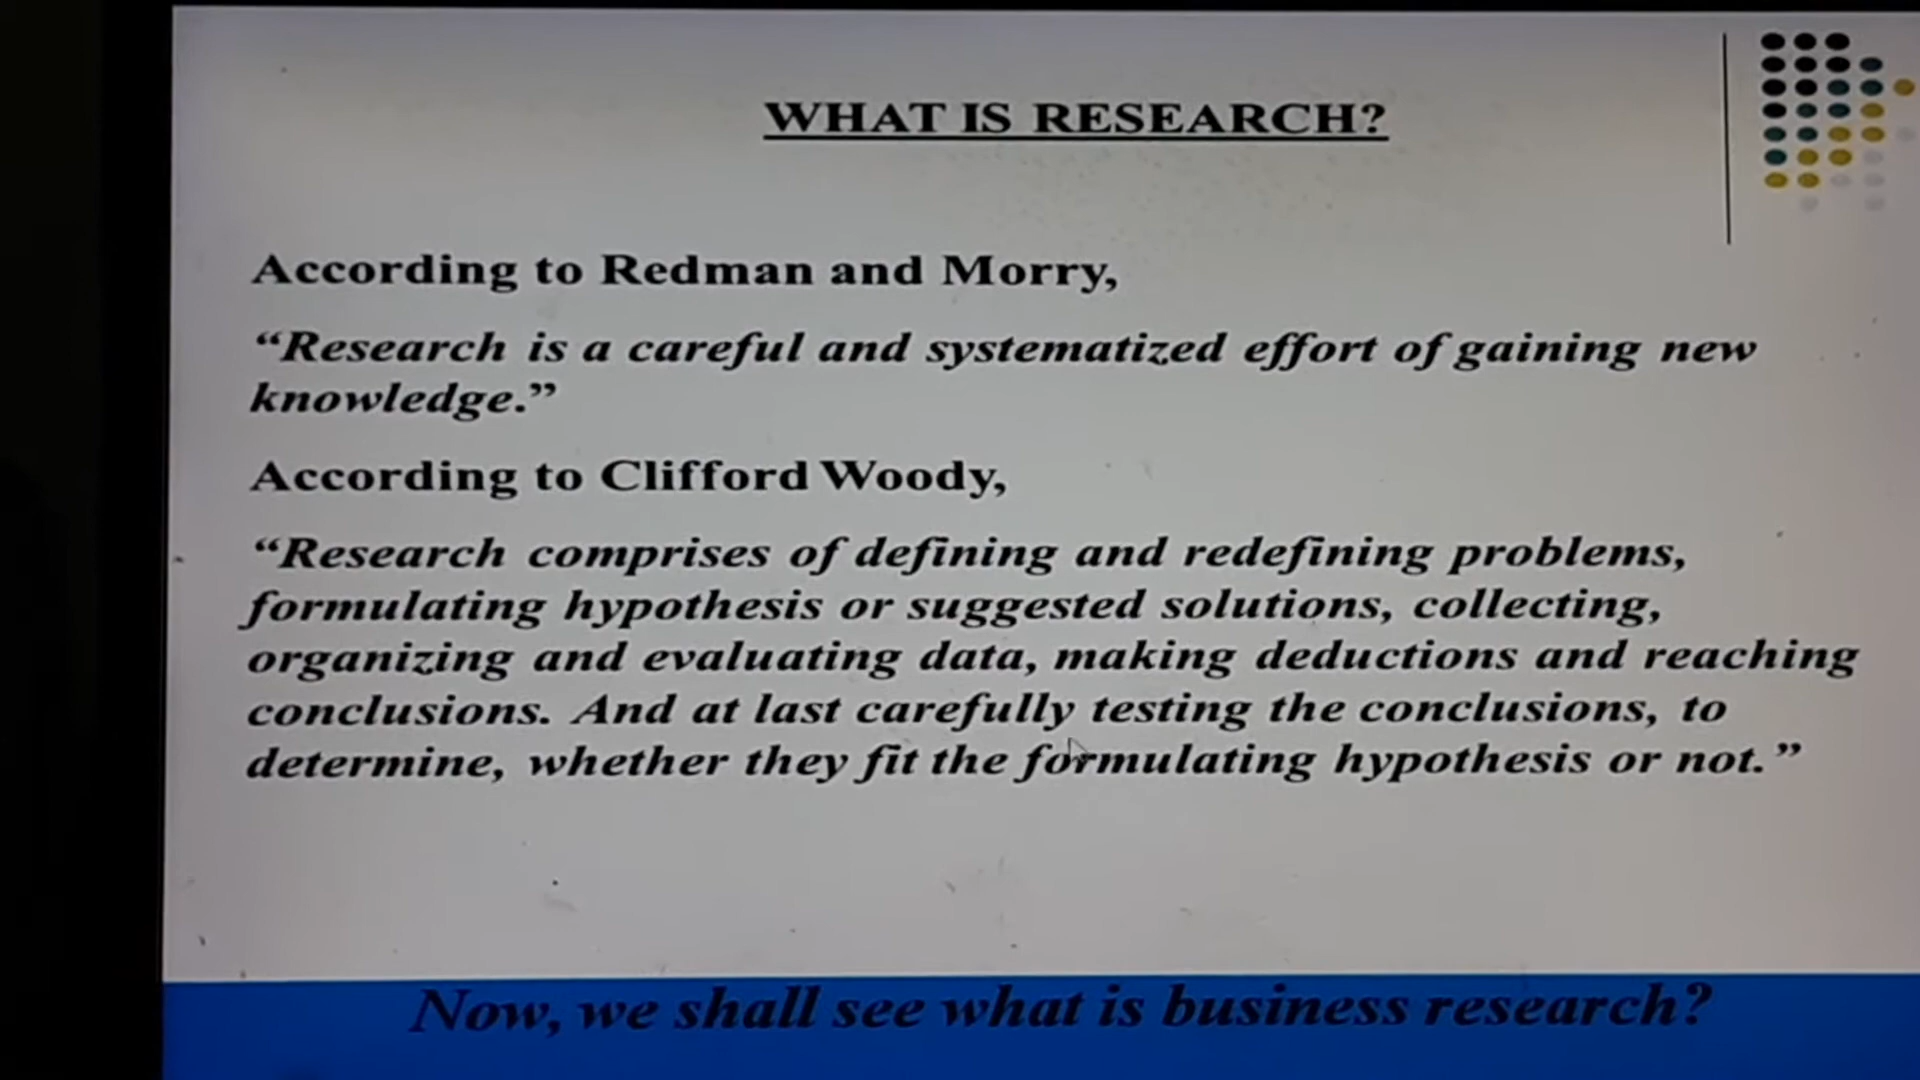 WHAT IS RESEARCH?
According to Redman and Morry,
“Research is a careful and systematized effort of gaining new
knowledge.”
According to Clifford Woody,
“Research comprises of defining and redefining problems,
formulating hypothesis or suggested solutions, collecting,
organizing and evaluating data, making deductions and reaching
conclusions. And at last carefully testing the conclusions, to
determine, whether they fit the formulating hypothesis or not.”
Now, we shall see what is business research?